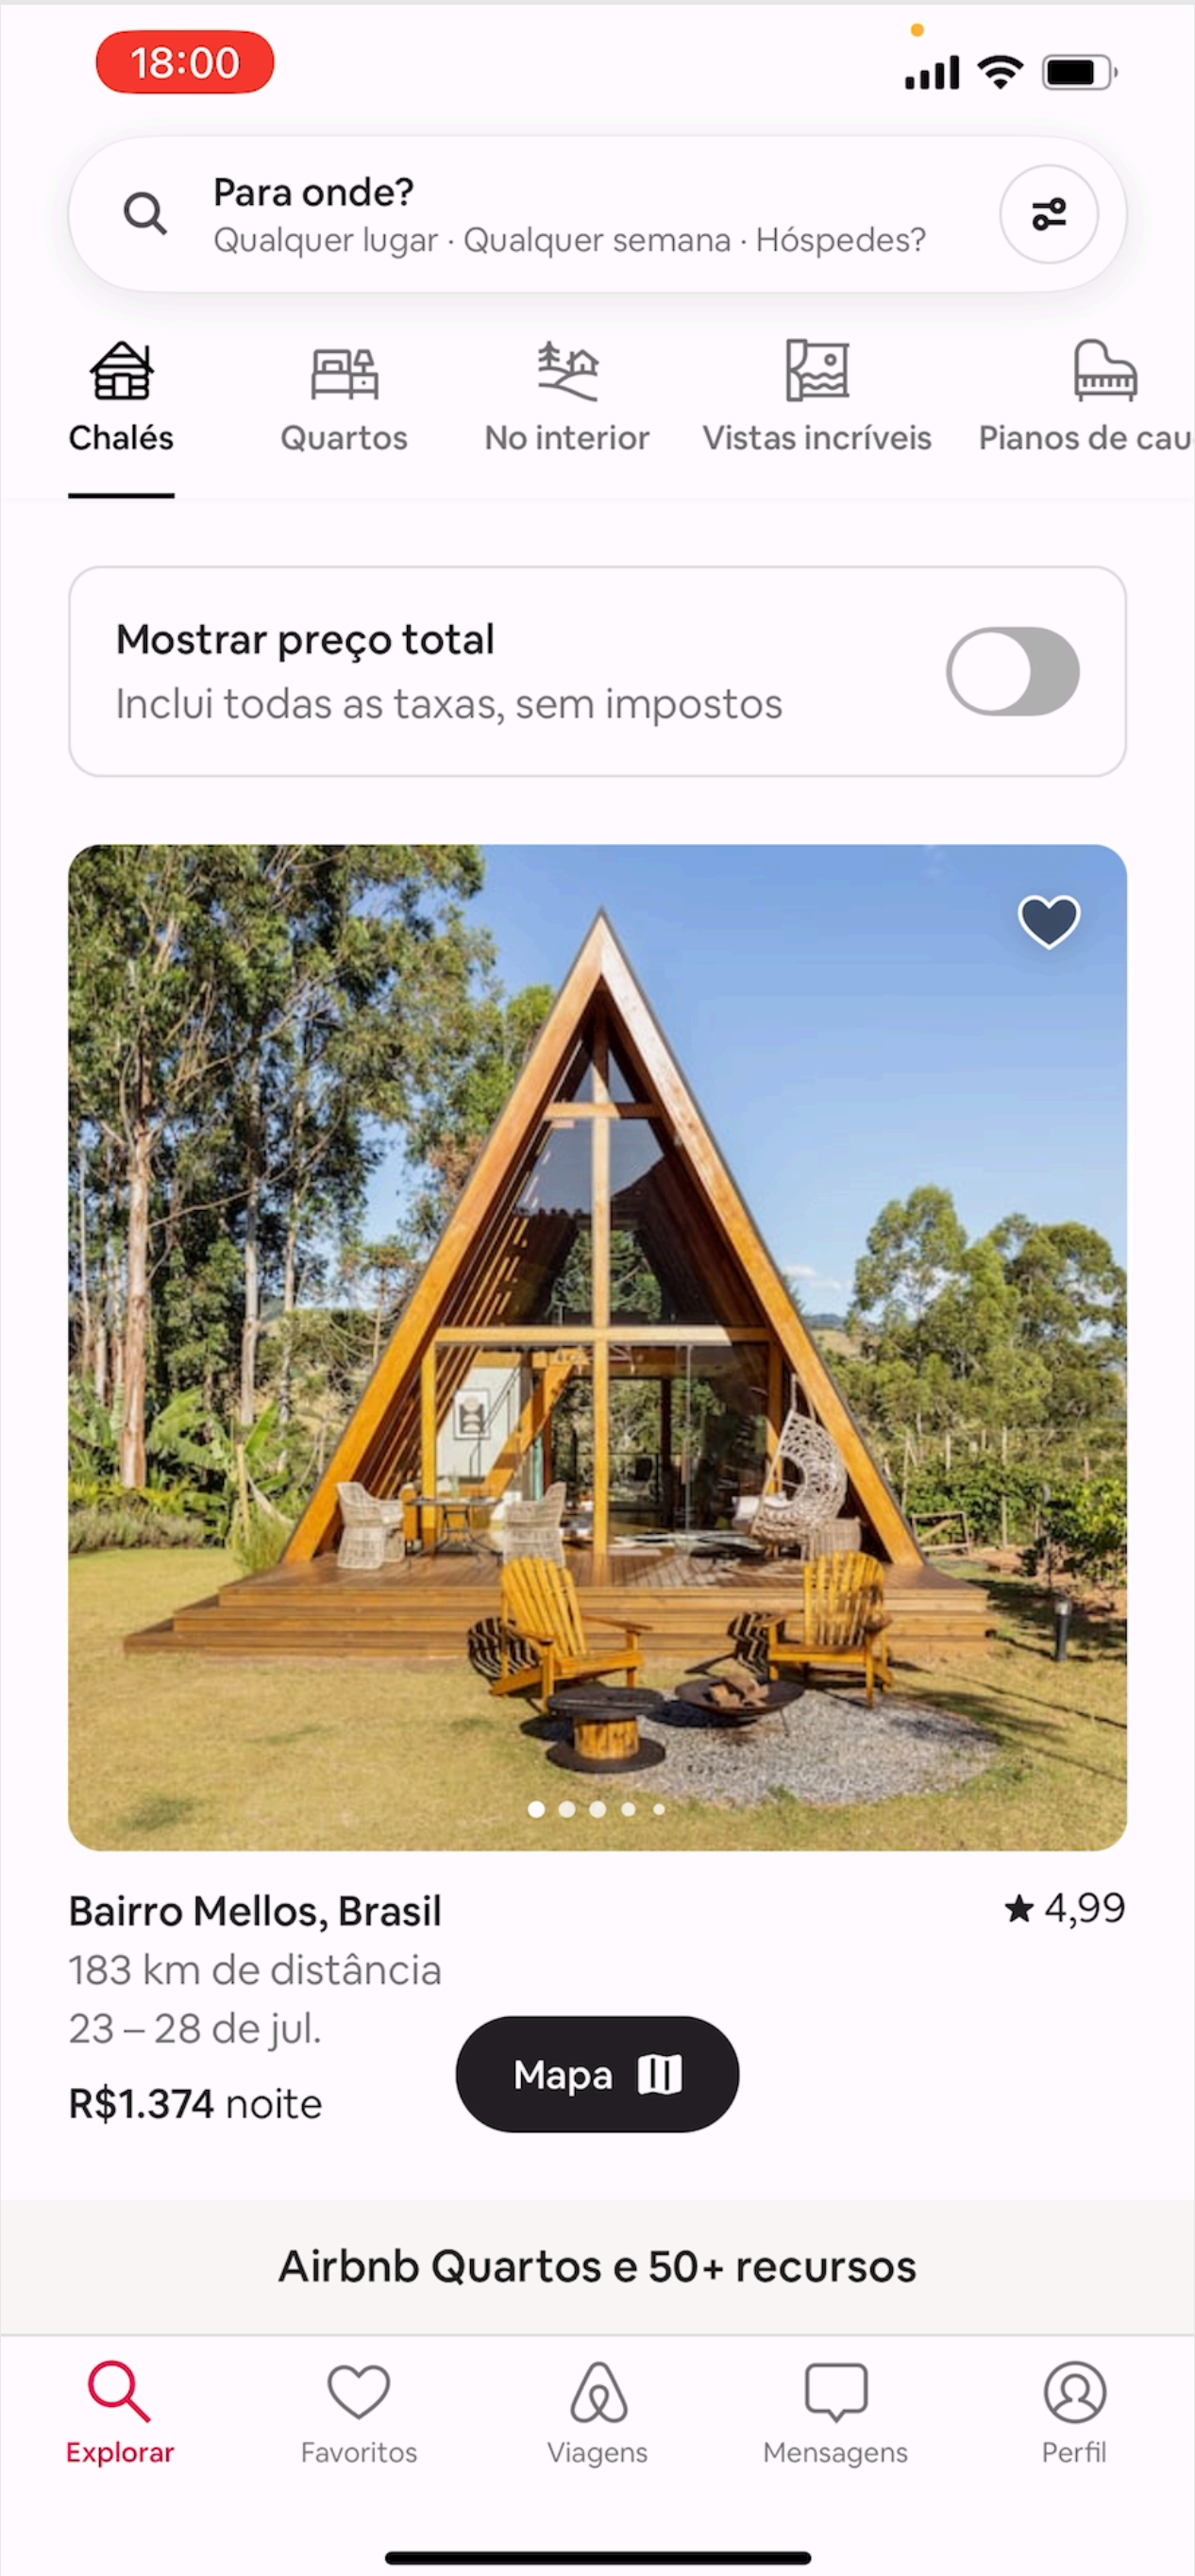 18:00
Para onde?
Qualquer lugar · Qualquer semana · Hóspedes?
Chalés
Quartos
No interior
Vistas incríveis
Pianos de cau
Mostrar preço total
Inclui todas as taxas, sem impostos
Bairro Mellos, Brasil
★ 4,99
183 km de distância
23 – 28 de jul.
R$1.374 noite
Mapa
Airbnb Quartos e 50+ recursos
Explorar
Favoritos
Viagens
Mensagens
Perfil